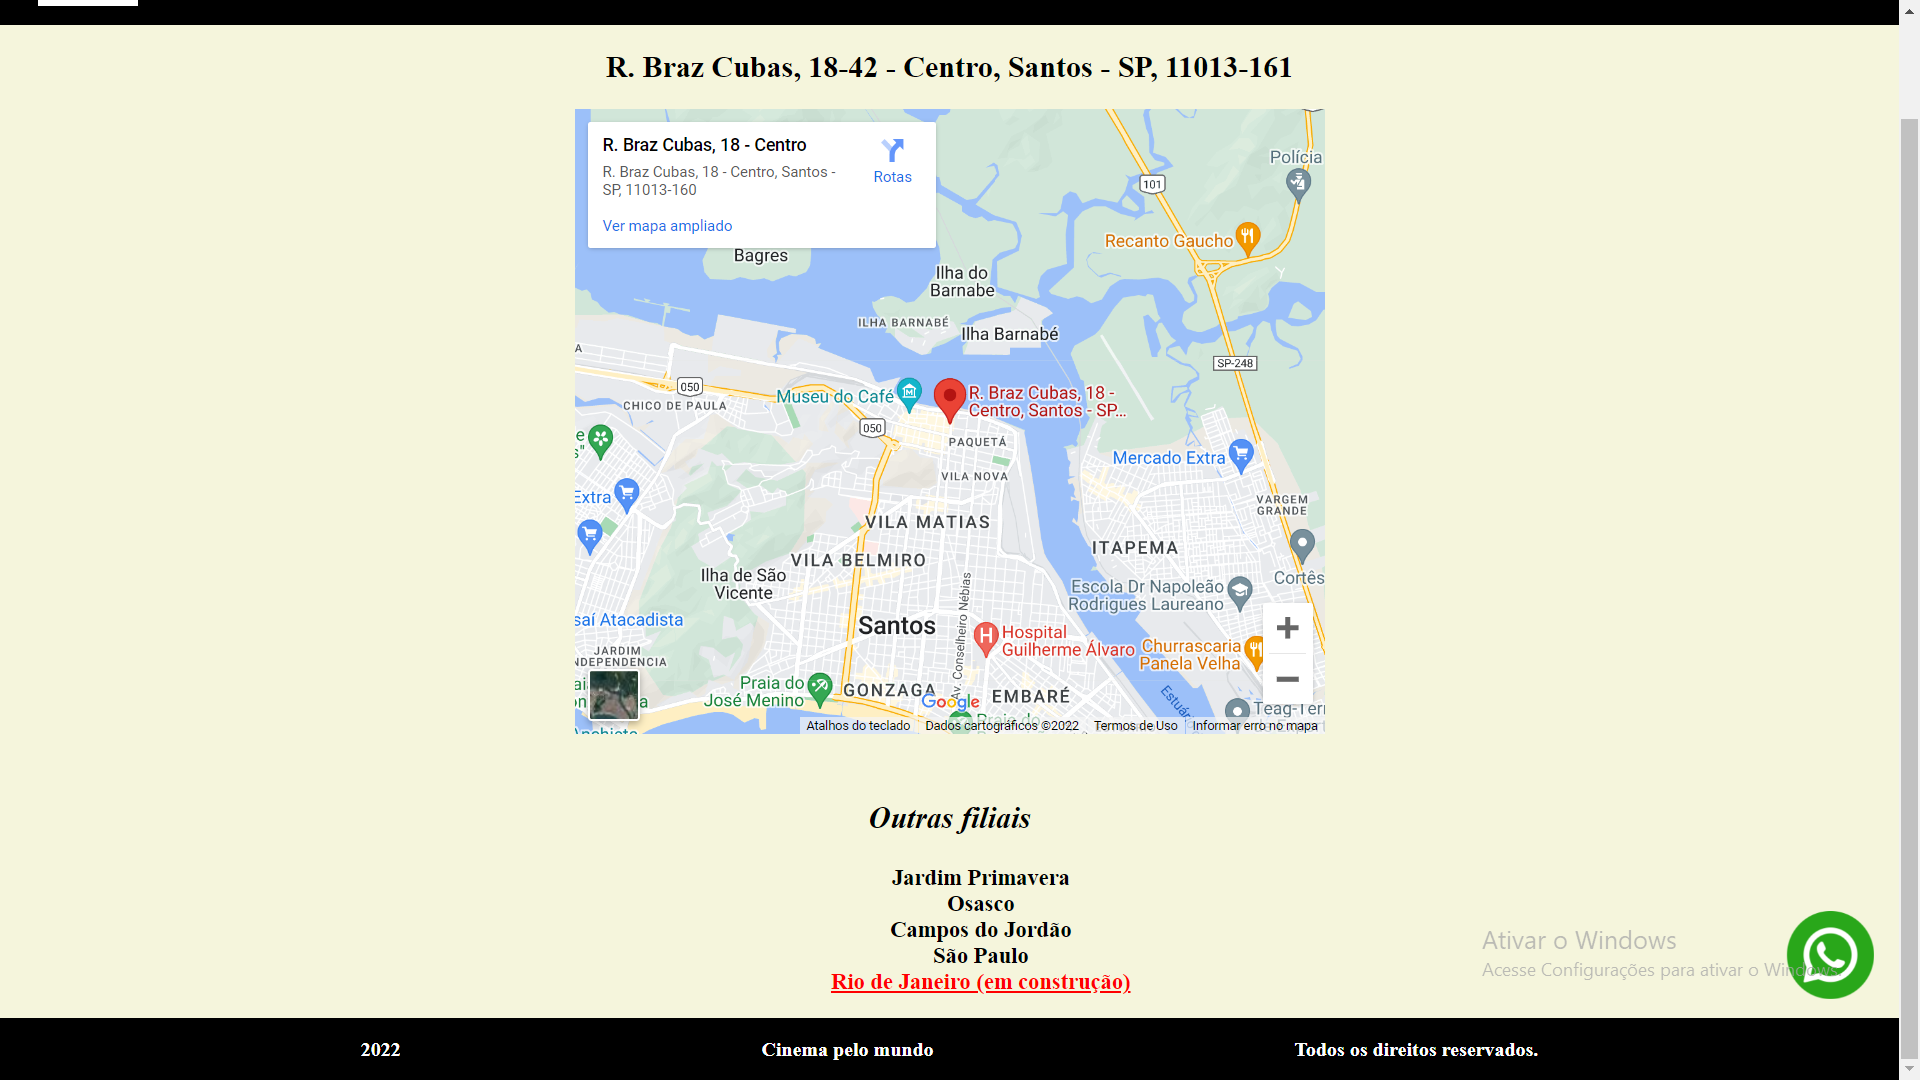 R. Braz Cubas, 18-42 - Centro, Santos - SP, 11013-161
R. Braz Cubas, 18 - Centro
R. Braz Cubas, 18 - Centro, Santos -
SP, 11013-160
Rotas
Ver mapa ampliado
Polícia
101
Recanto Gaucho
Bagres
Ilha do
Barnabe
ILHA BARNABÉ
Ilha Barnabé
SP-248
050
Museu do Café
R. Braz Cubas, 18 -
Centro, Santos - SP...
CHICO DE PAULA
050
PAQUETÁ
Mercado Extra
VILA NOVA
Extra
VARGEM
GRANDE
VILA MATIAS
ITAPEMA
VILA BELMIRO
Ilha de São
Vicente
Cortês
Escola Dr Napoleão
Rodrigues Laureano
saí Atacadista
Santos
Av. Conselheiro Nébias
Hospital
Guilherme Álvaro
Churrascaria
Panela Velha
JARDIM
NDEPENDENCIA
Praia do
José Menino
GONZAGA
EMBARÉ
Google
Praia do
Estuár
Teag-Terr
Atalhos do teclado
Dados cartográficos ©2022
Termos de Uso
Informar erro no mapa
Outras filiais
Jardim Primavera
Osasco
Campos do Jordão
São Paulo
Rio de Janeiro (em construção)
Ativar o Windows
Acesse Configurações para ativar o Windows.
2022
Cinema pelo mundo
Todos os direitos reservados.